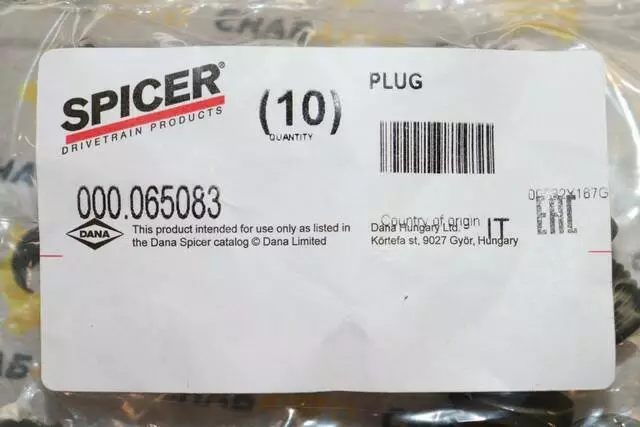 SPICER®
DRIVETRAIN PRODUCTS
(10)
QUANTITY
PLUG
000.065083
DANA
This product intended for use only as listed in
the Dana Spicer catalog © Dana Limited
Country of origin IT
Dana Hungary Ltd.
Körtefa st, 9027 Győr, Hungary
EAC
СНАБ